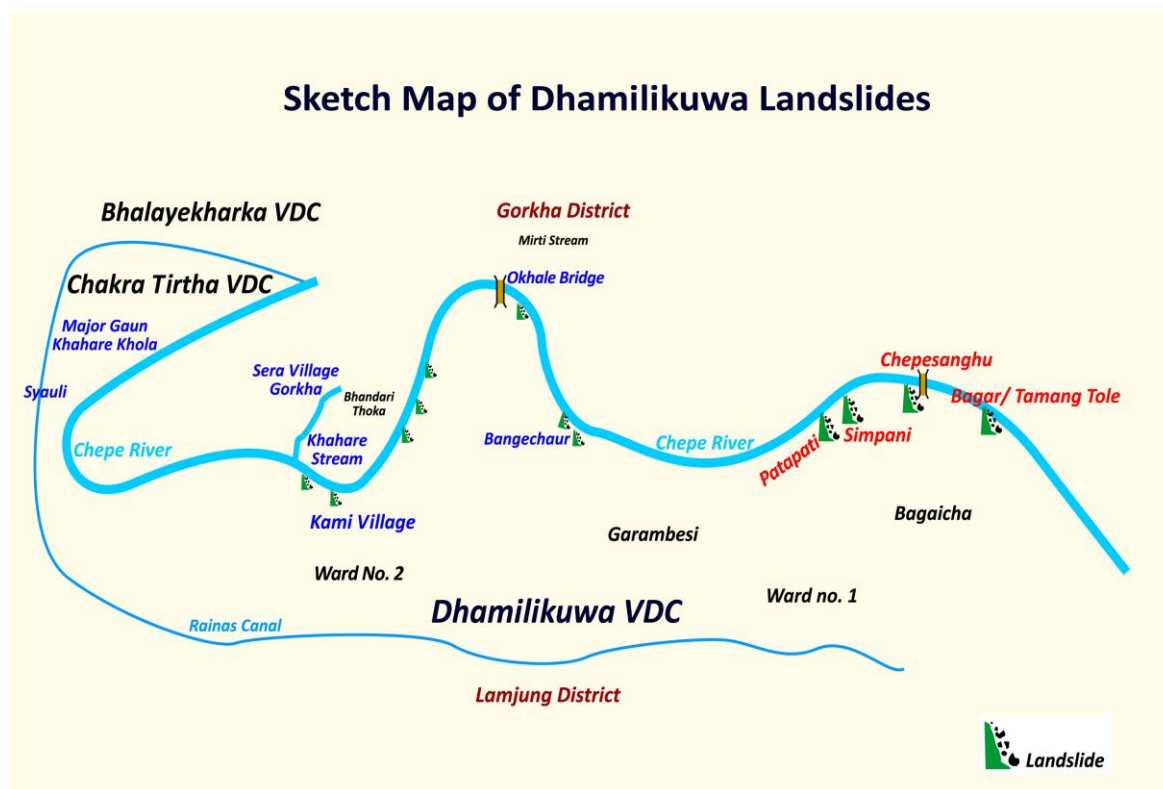 Sketch Map of Dhamilikuwa Landslides
Bhalayekharka VDC
Gorkha District
Mirti Stream
Chakra Tirtha VDC
Okhale Bridge
Major Gaun
Khahare Khola
Chepesanghu
Sera Village
Gorkha
Syauli
Bhandari
Thoka
Bagar/ Tamang Tole
Chepe River
Khahare
Stream
Bangechaur
Chepe River
Patapati
Simpani
Kami Village
Garambesi
Bagaicha
Ward No. 2
Dhamilikuwa VDC
Ward no. 1
Rainas Canal
Lamjung District
Landslide